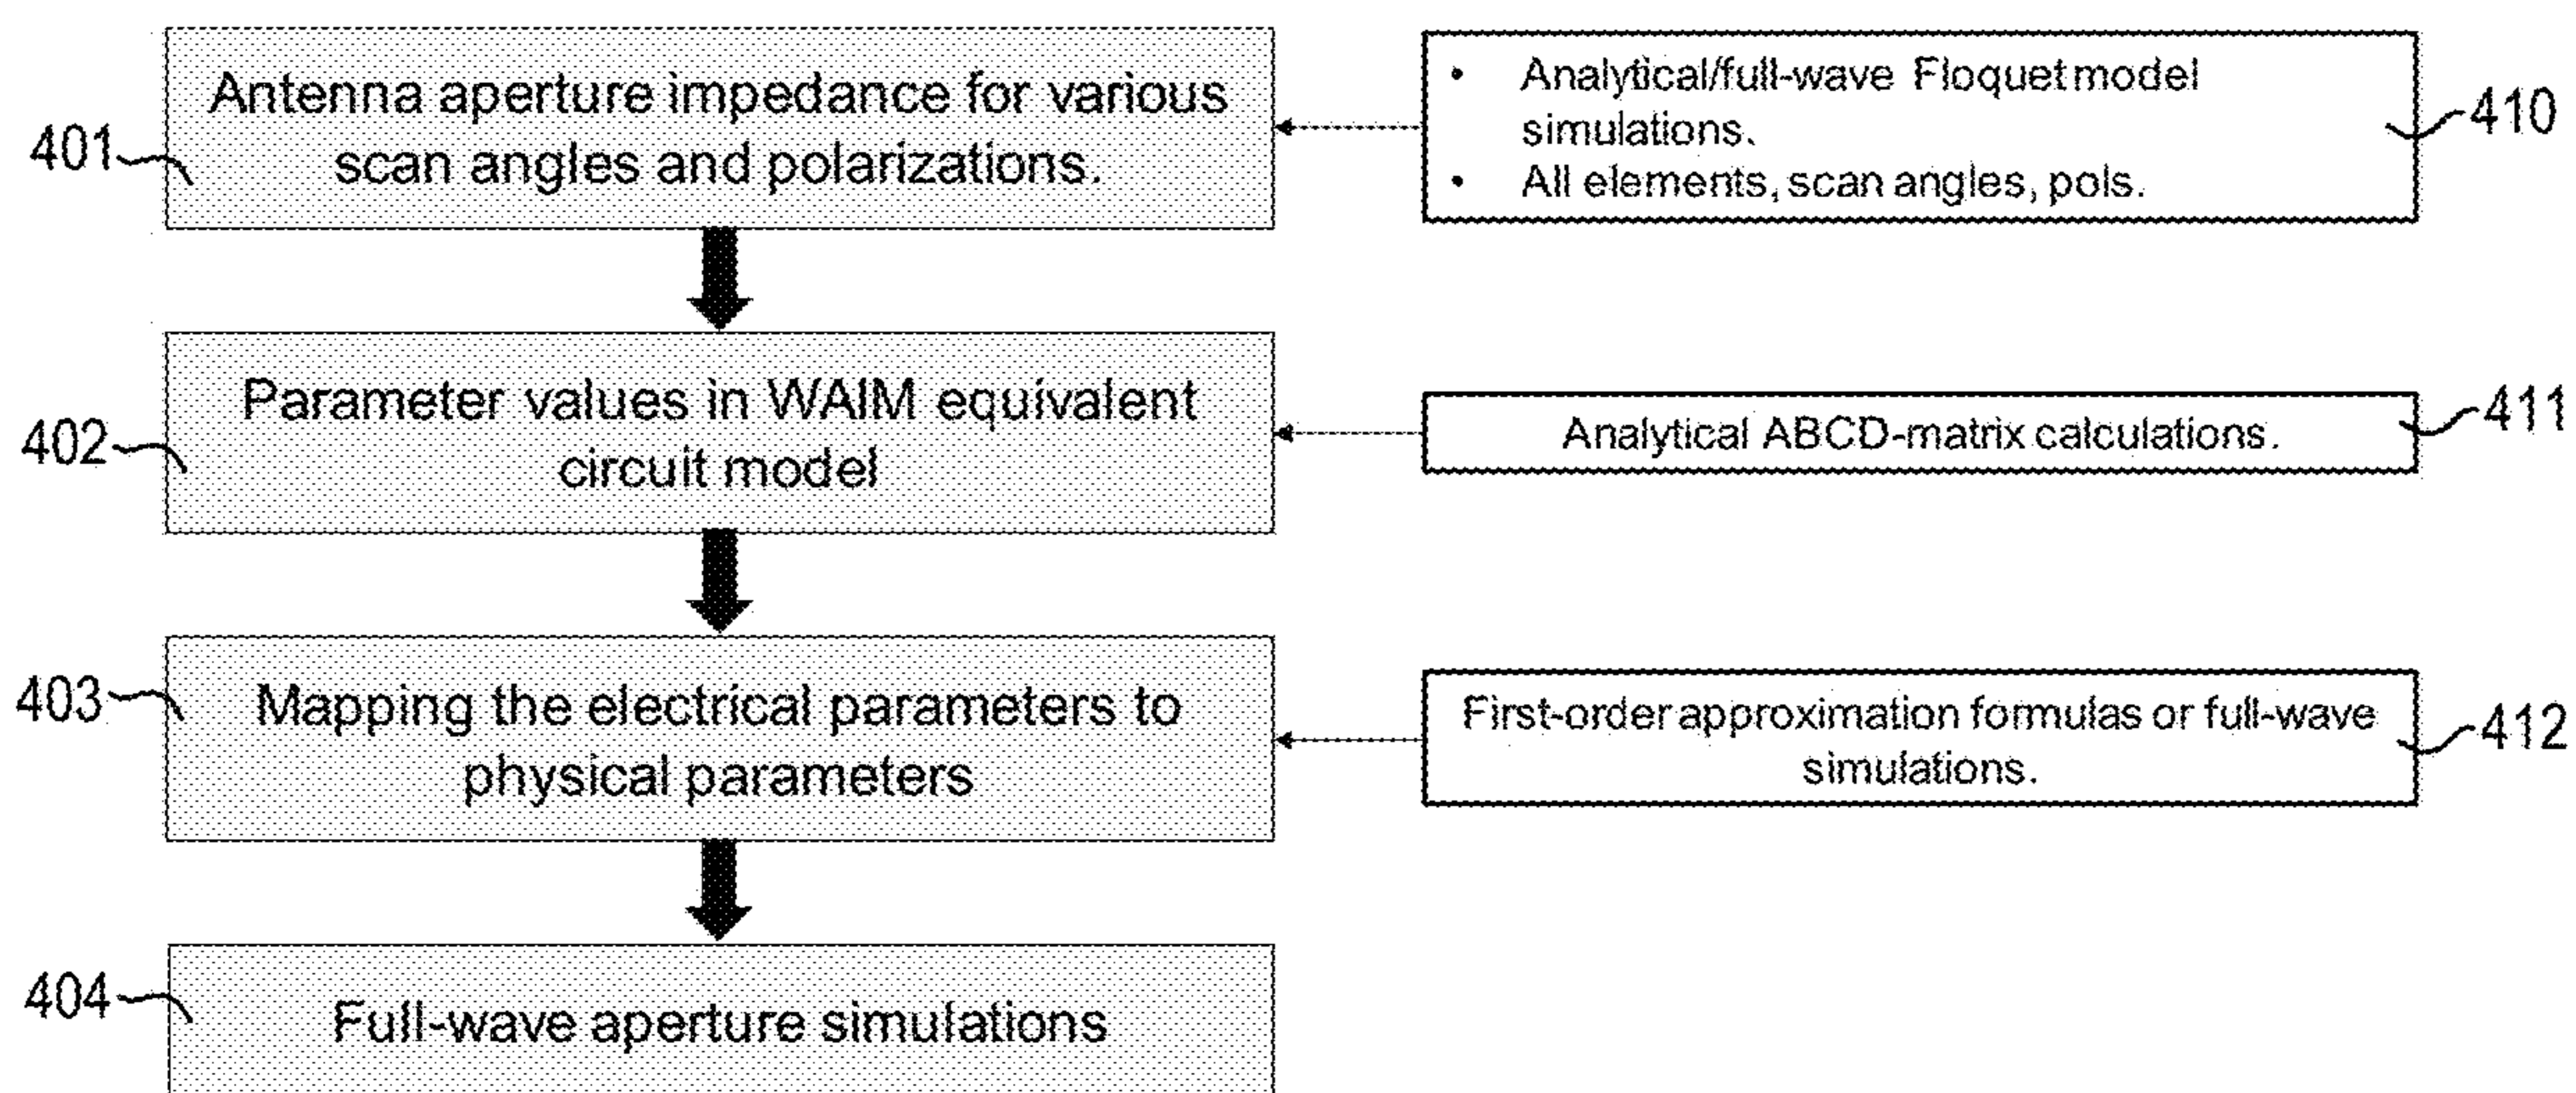 Antenna aperture impedance for various
scan angles and polarizations.
401
• Analytical/full-wave Floquet model
simulations.
• All elements, scan angles, pols.
410
Parameter values in WAIM equivalent
circuit model
402
Analytical ABCD-matrix calculations.
411
Mapping the electrical parameters to
physical parameters
403
First-order approximation formulas or full-wave
simulations.
412
Full-wave aperture simulations
404